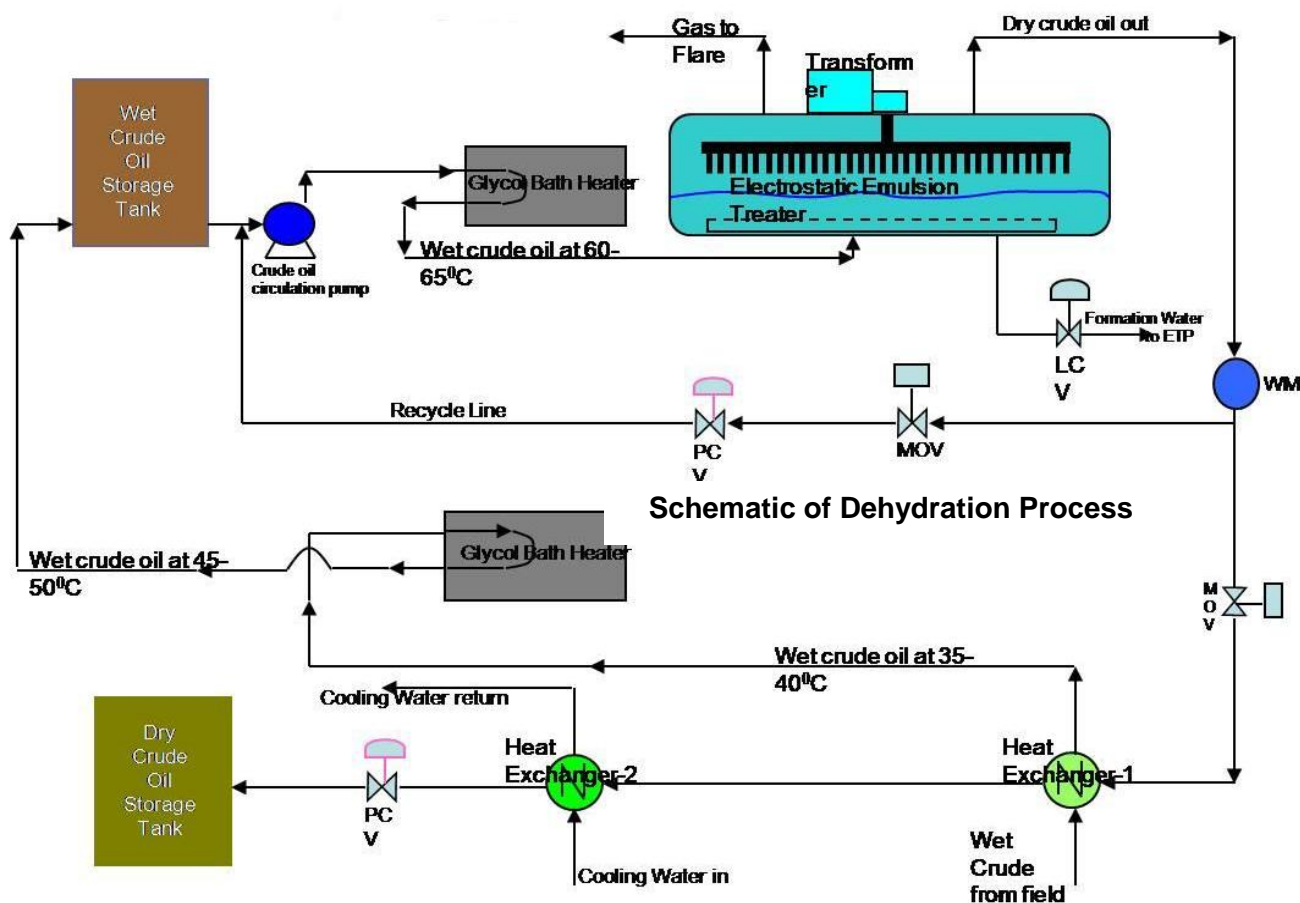 Gas to
Flare
Dry crude oil out
Transform
er
Wet
Crude
Oil
Storage
Tank
Glycol Bath Heater
Electrostatic Emulsion
Treater
Wet crude oil at 60-
65⁰C
Crude oil
circulation pump
Formation Water
to ETP
LC
V
WM
Recycle Line
PC
V
MOV
Schematic of Dehydration Process
Glycol Bath Heater
Wet crude oil at 45-
50⁰C
M
O
V
Wet crude oil at 35-
40⁰C
Cooling Water return
Dry
Crude
Oil
Storage
Tank
Heat
Exchanger-2
Heat
Exchanger-1
PC
V
Cooling Water in
Wet
Crude
from field